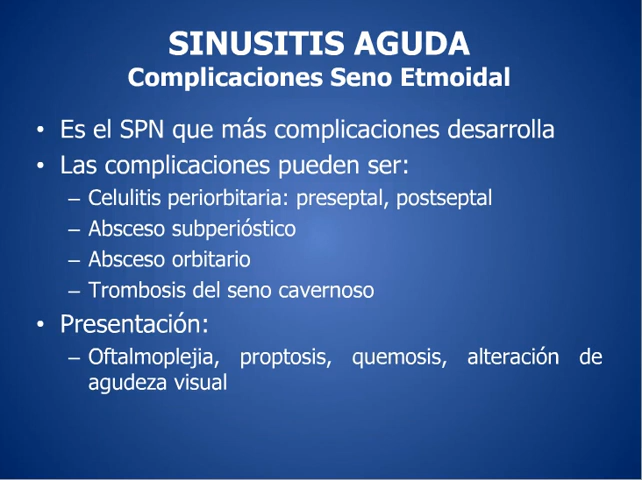 SINUSITIS AGUDA
Complicaciones Seno Etmoidal
• Es el SPN que más complicaciones desarrolla
• Las complicaciones pueden ser:
– Celulitis periorbitaria: preseptal, postseptal
– Absceso subperióstico
– Absceso orbitario
– Trombosis del seno cavernoso
• Presentación:
– Oftalmoplejia, proptosis, quemosis, alteración de
agudeza visual